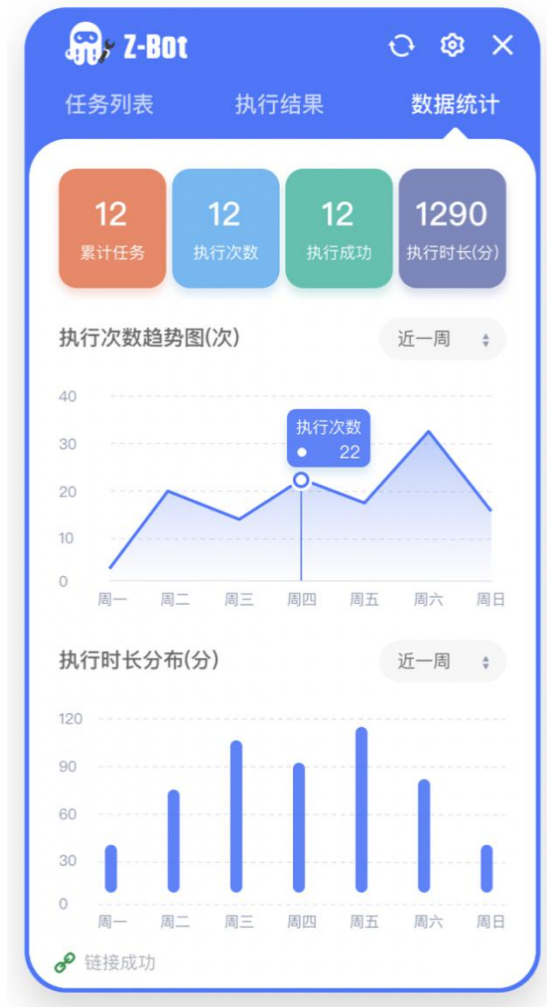 Z-Bot
任务列表 执行结果 数据统计
12 12 12 1290
累计任务 执行次数 执行成功 执行时长(分)
执行次数趋势图(次) 近一周
40
执行次数
30
22
20
10
0
周一 周二 周三 周四 周五 周六 周日
执行时长分布(分) 近一周
120
90
60
30
0
周一 周二 周三 周四 周五 周六 周日
链接成功